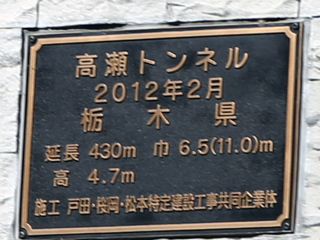 高瀬トンネル
2012年2月
栃木県
延長 430m 巾 6.5(11.0)m
高 4.7m
施工 戸田・桜岡・松本特定建設工事共同企業体